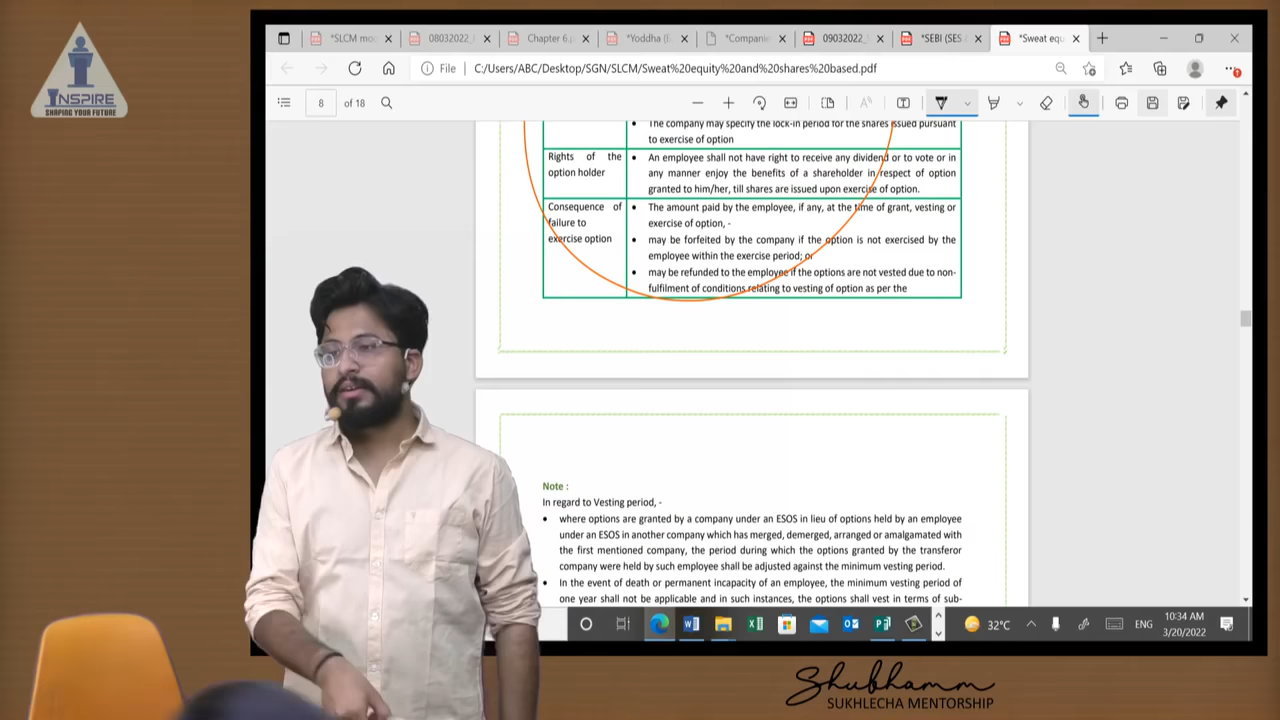 INSPIRE
SHAPING YOUR FUTURE
*SLCM mo
08032022_
Chapter 6.p
*Yoddha (E
*Companie
09032022_
*SEBI (SES
*Sweat equ
File
C:/Users/ABC/Desktop/SGN/SLCM/Sweat%20equity%20and%20shares%20based.pdf
8 of 18
• The company may specify the lock-in period for the shares issued pursuant
to exercise of option
Rights of the
option holder
• An employee shall not have right to receive any dividend or to vote or in
any manner enjoy the benefits of a shareholder in respect of option
granted to him/her, till shares are issued upon exercise of option.
Consequence of
failure to
exercise option
• The amount paid by the employee, if any, at the time of grant, vesting or
exercise of option, -
• may be forfeited by the company if the option is not exercised by the
employee within the exercise period; or
• may be refunded to the employee if the options are not vested due to non-
fulfilment of conditions relating to vesting of option as per the
Note :
In regard to Vesting period, -
• where options are granted by a company under an ESOS in lieu of options held by an employee
under an ESOS in another company which has merged, demerged, arranged or amalgamated with
the first mentioned company, the period during which the options granted by the transferor
company were held by such employee shall be adjusted against the minimum vesting period.
• In the event of death or permanent incapacity of an employee, the minimum vesting period of
one year shall not be applicable and in such instances, the options shall vest in terms of sub-
32°C
ENG
10:34 AM
3/20/2022
Shubhamm
SUKHLECHA MENTORSHIP